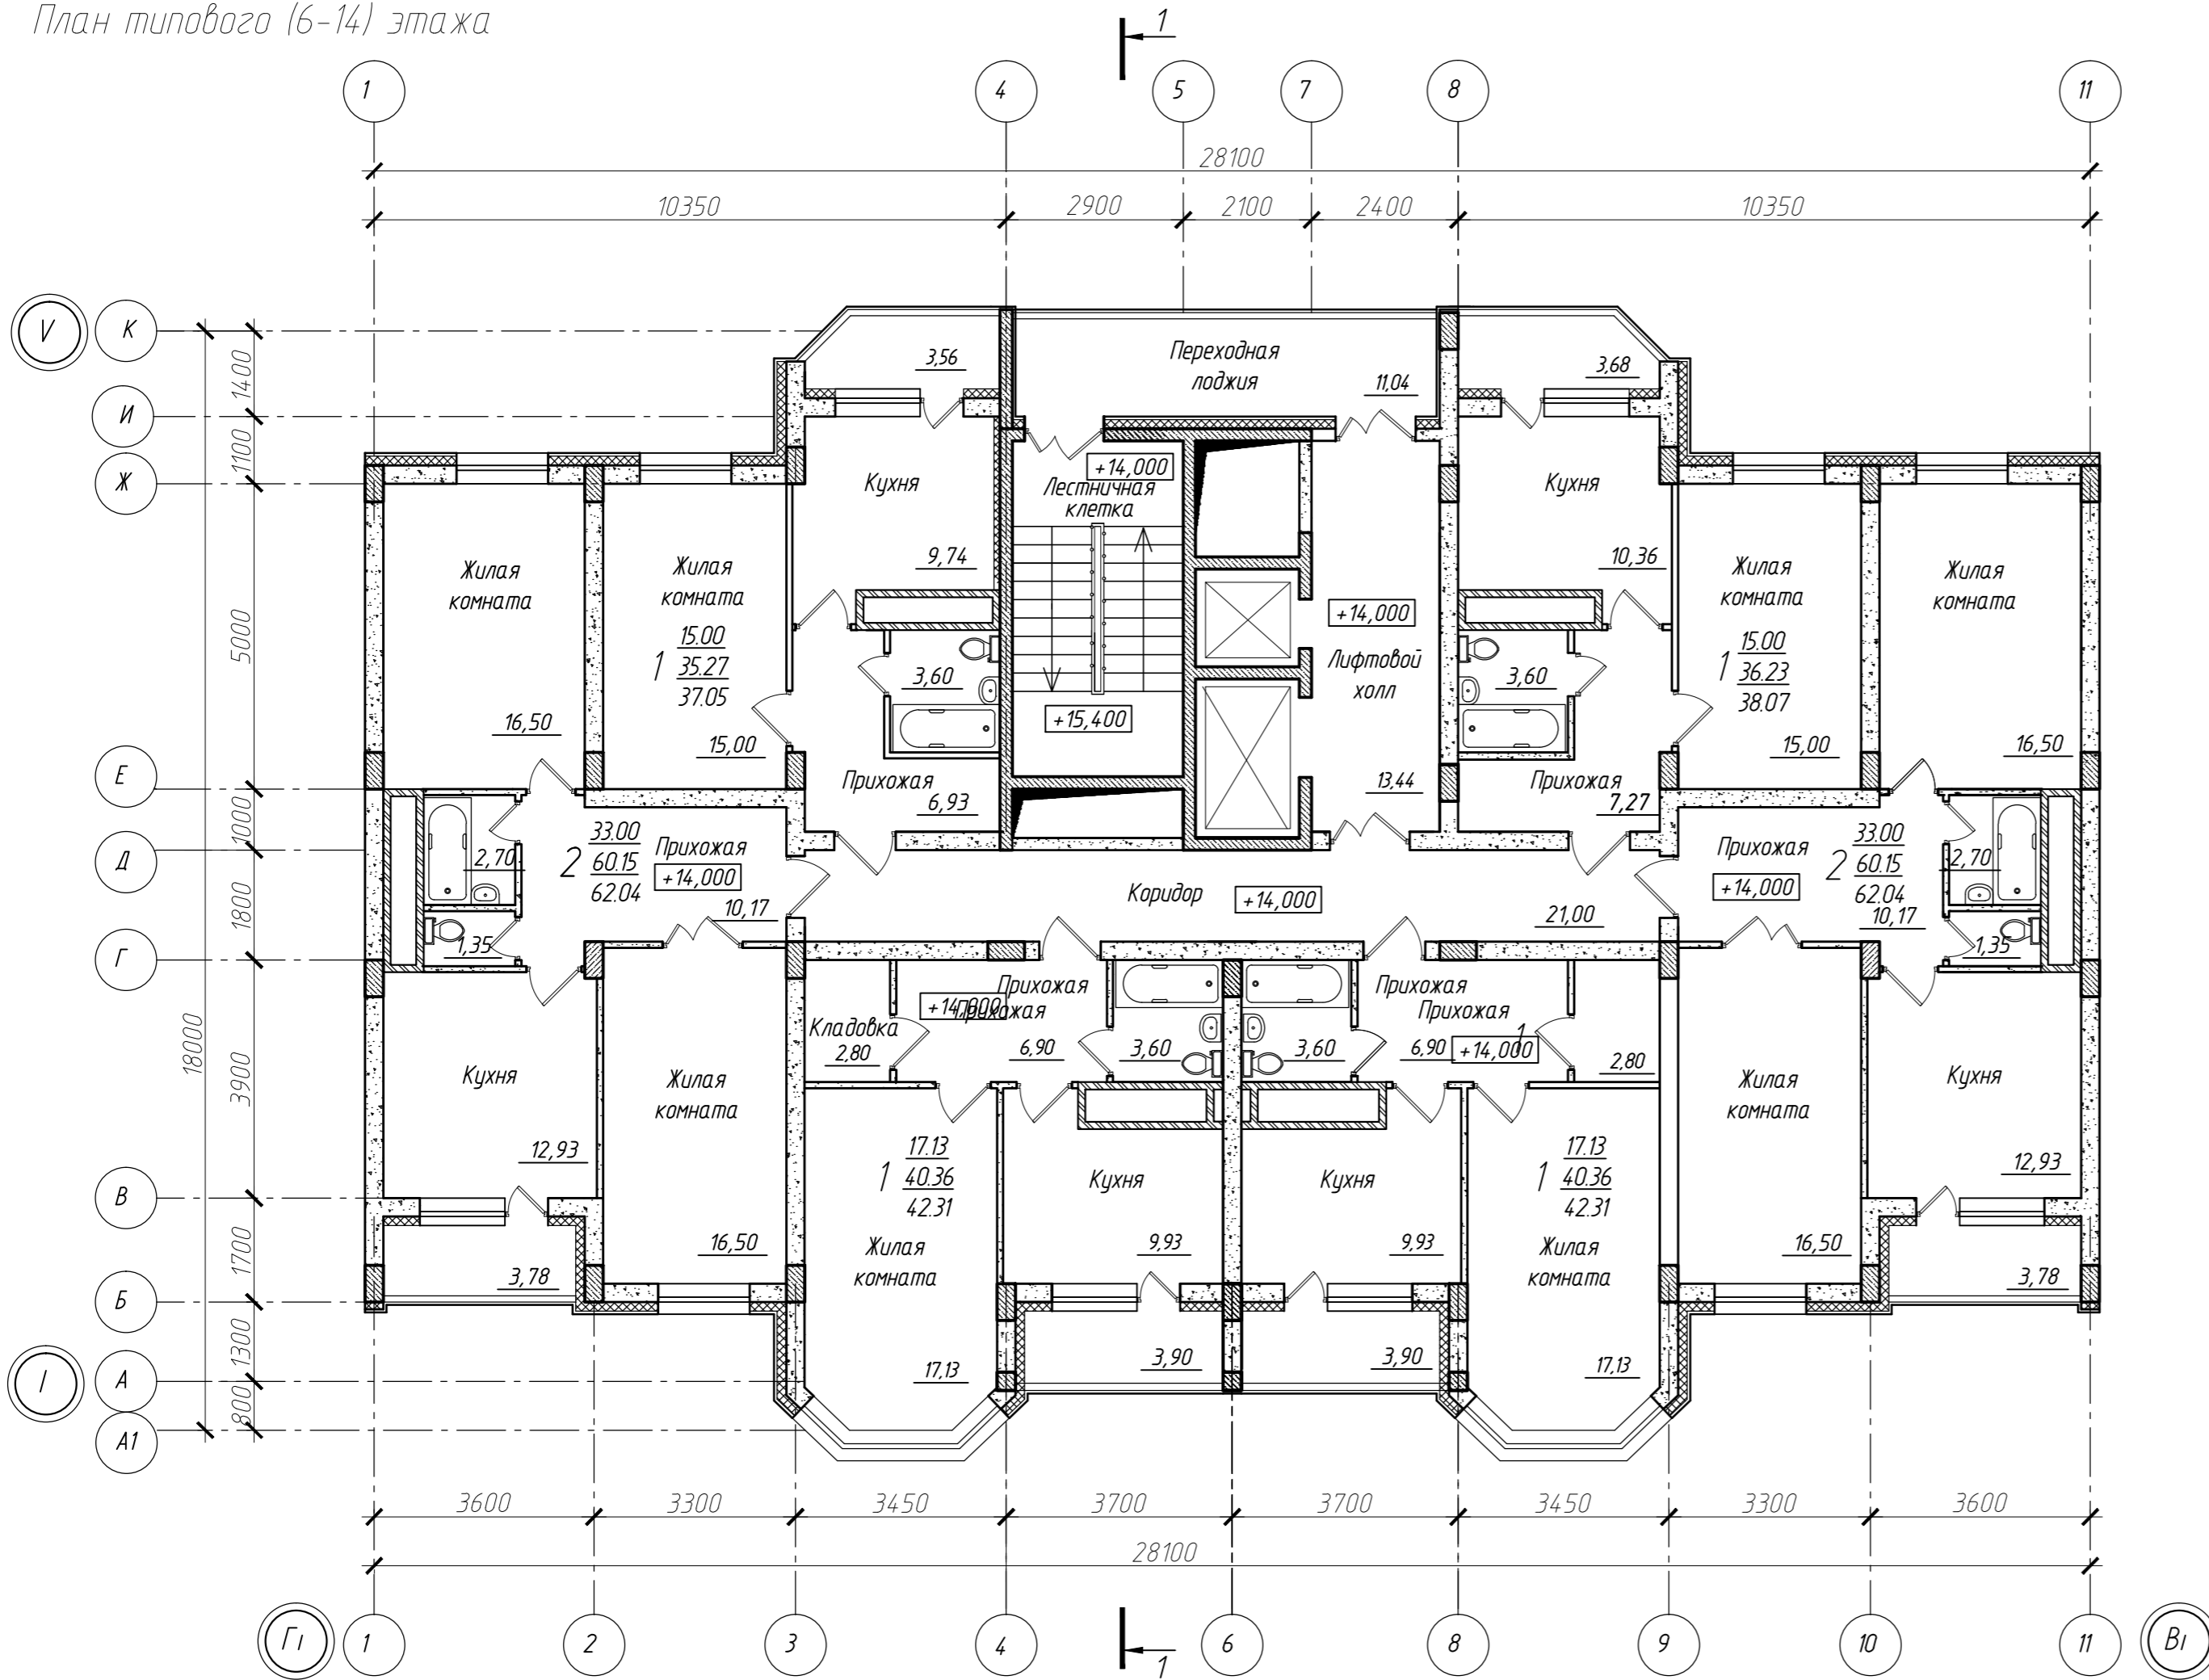 План типового (6-14) этажа
1
1
4
5
7
8
11
28100
10350
2900
2100
2400
10350
V
К
И
Ж
Е
Д
Г
В
Б
I
А
А1
1400
1100
5000
1000
1800
3900
1700
1300
800
18000
3,56
Переходная
лоджия
11,04
3,68
Кухня
9,74
+14,000
Лестничная
клетка
Кухня
10,36
Жилая
комната
16,50
Жилая
комната
1
15.00
35.27
37.05
15,00
3,60
+15,400
+14,000
Лифтовой
холл
13,44
3,60
Жилая
комната
1
15.00
36.23
38.07
15,00
Жилая
комната
16,50
Прихожая
6,93
Прихожая
7,27
2,70
1,35
2
33.00
60.15
62.04
Прихожая
+14,000
10,17
Коридор
+14,000
21,00
Прихожая
+14,000
2
33.00
60.15
62.04
10,17
2,70
1,35
Прихожая
+14,000
Прихожая
Кладовка
2,80
6,90
3,60
3,60
Прихожая
Прихожая
6,90
+14,000
1
2,80
Кухня
12,93
Жилая
комната
16,50
1
17.13
40.36
42.31
Жилая
комната
17,13
Кухня
9,93
Кухня
9,93
1
17.13
40.36
42.31
Жилая
комната
17,13
Жилая
комната
16,50
Кухня
12,93
3,78
3,90
3,90
3,78
3600
3300
3450
3700
3700
3450
3300
3600
28100
Г1
1
2
3
4
6
8
9
10
11
В1
1